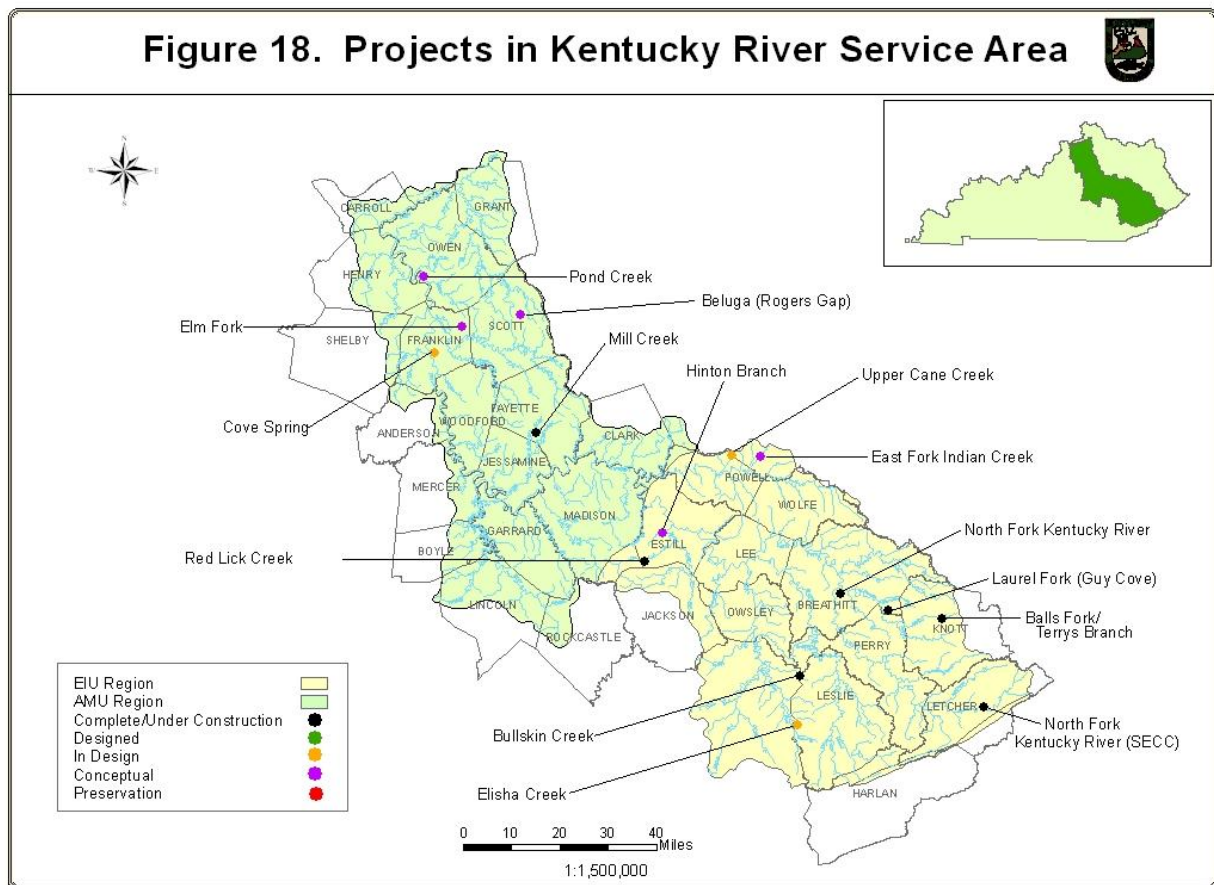 Figure 18. Projects in Kentucky River Service Area
N
W
E
S
CARROLL
GRANT
OWEN
HENRY
Pond Creek
Beluga (Rogers Gap)
Elm Fork
SHELBY
FRANKLIN
SCOTT
Mill Creek
Hinton Branch
Upper Cane Creek
Cove Spring
ANDERSON
WOODFORD
FAYETTE
CLARK
East Fork Indian Creek
JESSAMINE
POWELL
MERCER
WOLFE
MADISON
North Fork Kentucky River
GARRARD
ESTILL
LEE
BOYLE
Red Lick Creek
Laurel Fork (Guy Cove)
LINCOLN
JACKSON
OWSLEY
BREATHITT
Balls Fork/
Terrys Branch
KNOTT
ROCKCASTLE
PERRY
LESLIE
LETCHER
Bullskin Creek
North Fork
Kentucky River (SECC)
Elisha Creek
HARLAN
EIU Region
AMU Region
Complete/Under Construction
Designed
In Design
Conceptual
Preservation
0 10 20 30 40
Miles
1:1,500,000